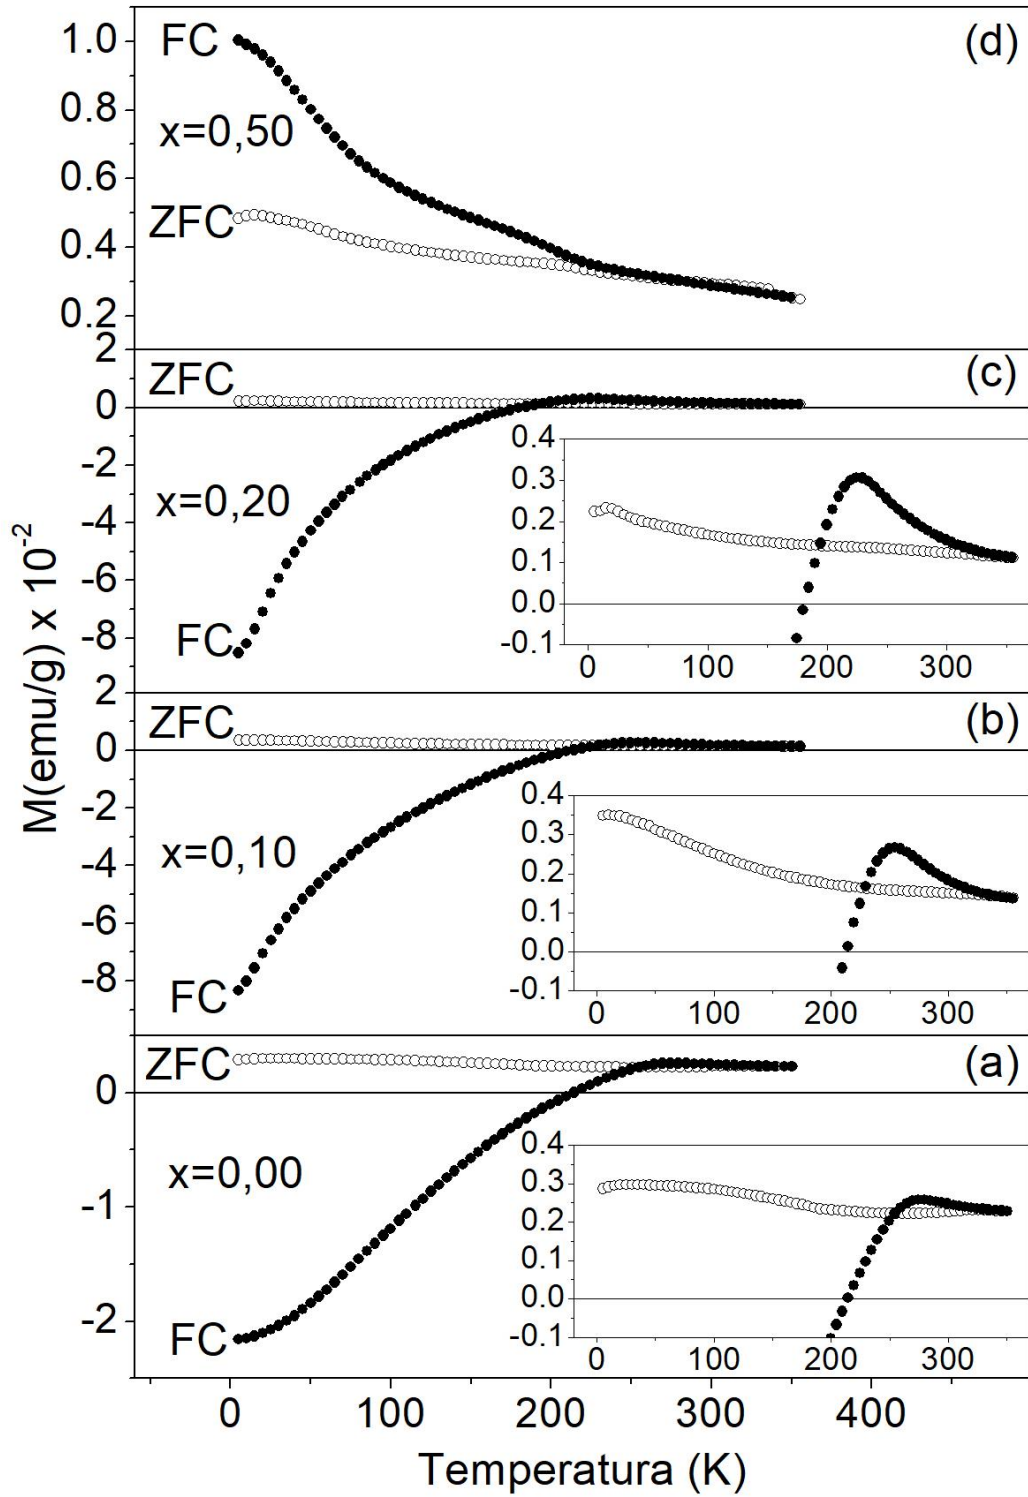 M(emu/g) x 10-2
FC
(d)
x=0,50
ZFC
1.0
0.8
0.6
0.4
0.2
ZFC
(c)
x=0,20
FC
2
0
-2
-4
-6
-8
0.4
0.3
0.2
0.1
0.0
-0.1
0 100 200 300
ZFC
(b)
x=0,10
FC
2
0
-2
-4
-6
-8
0.4
0.3
0.2
0.1
0.0
-0.1
0 100 200 300
ZFC
(a)
x=0,00
FC
0
-1
-2
0.4
0.3
0.2
0.1
0.0
-0.1
0 100 200 300
0 100 200 300 400
Temperatura (K)